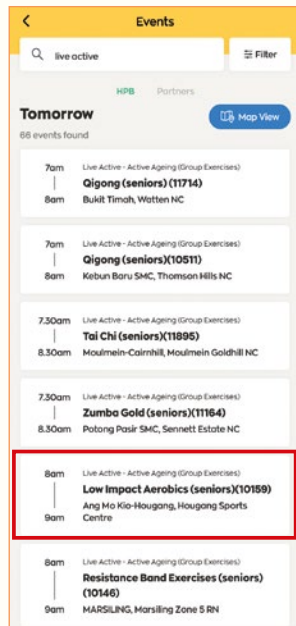 Events
live active
Filter
HPB Partners
Tomorrow
Map View
66 events found
7am
8am
Live Active - Active Ageing (Group Exercises)
Qigong (seniors) (11714)
Bukit Timah, Watten NC
7am
8am
Live Active - Active Ageing (Group Exercises)
Qigong (seniors)(10511)
Kebun Baru SMC, Thomson Hills NC
7.30am
8.30am
Live Active - Active Ageing (Group Exercises)
Tai Chi (seniors)(11895)
Moulmein-Cairnhill, Moulmein Goldhill NC
7.30am
8.30am
Live Active - Active Ageing (Group Exercises)
Zumba Gold (seniors)(11164)
Potong Pasir SMC, Sennett Estate NC
8am
9am
Live Active - Active Ageing (Group Exercises)
Low Impact Aerobics (seniors)(10159)
Ang Mo Kio-Hougang, Hougang Sports
Centre
8am
9am
Live Active - Active Ageing (Group Exercises)
Resistance Band Exercises (seniors)
(10146)
MARSILING, Marsiling Zone 5 RN